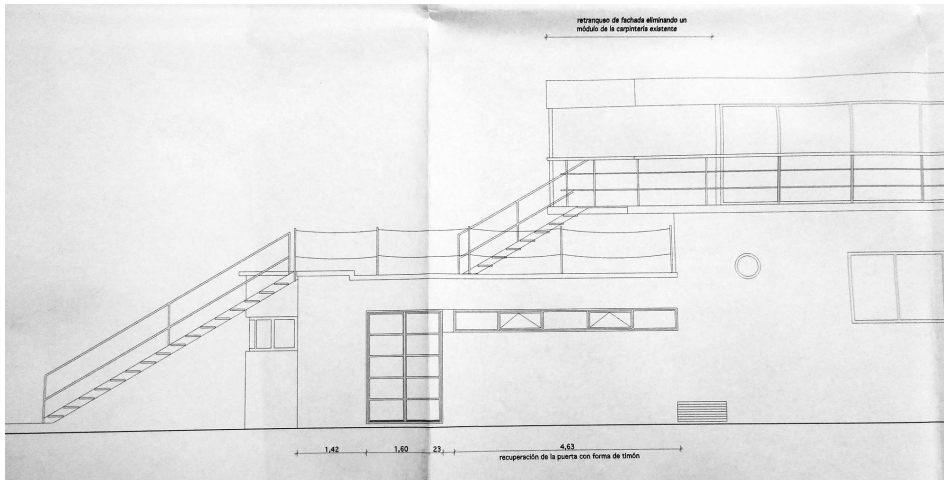 retranqueo de fachada eliminando un
módulo de la carpintería existente
1,42
1,60
23
4,63
recuperación de la puerta con forma de timón